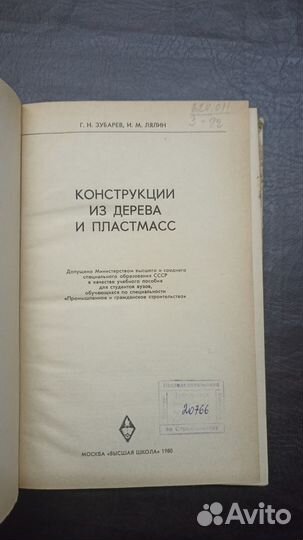 Г. Н. ЗУБАРЕВ, И. М. ЛЯЛИН
КОНСТРУКЦИИ
ИЗ ДЕРЕВА
И ПЛАСТМАСС
Допущено Министерством высшего и среднего
специального образования СССР
в качестве учебного пособия
для студентов вузов,
обучающихся по специальности
«Промышленное и гражданское строительство»
20766
МОСКВА «ВЫСШАЯ ШКОЛА» 1980
Avito